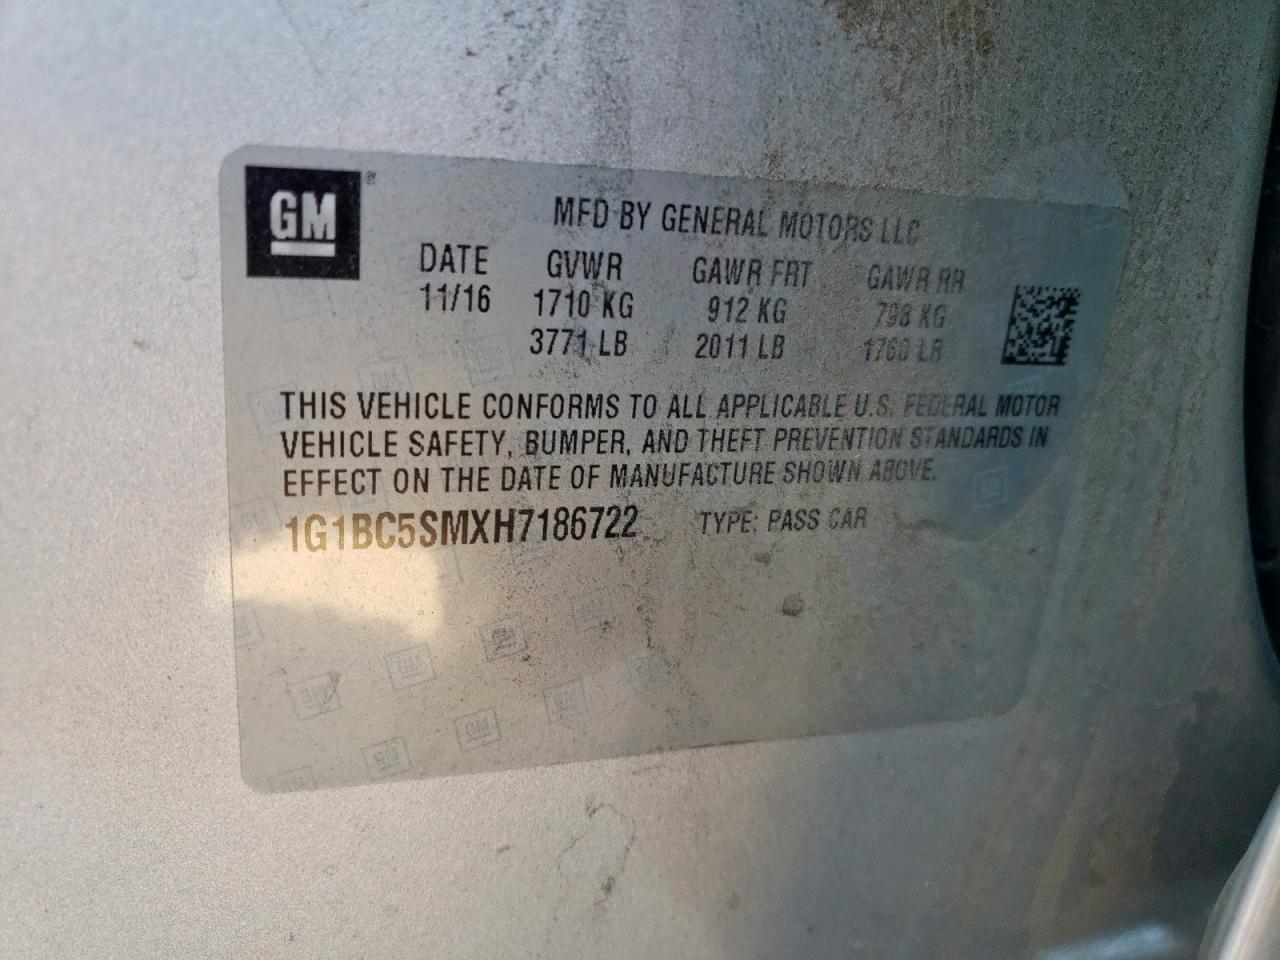 GM ®
MFD BY GENERAL MOTORS LLC
DATE GVWR GAWR FRT GAWR RR
11/16 1710 KG 912 KG 798 KG
3771 LB 2011 LB 1760 LB
THIS VEHICLE CONFORMS TO ALL APPLICABLE U.S. FEDERAL MOTOR
VEHICLE SAFETY, BUMPER, AND THEFT PREVENTION STANDARDS IN
EFFECT ON THE DATE OF MANUFACTURE SHOWN ABOVE.
1G1BC5SMXH7186722 TYPE: PASS CAR